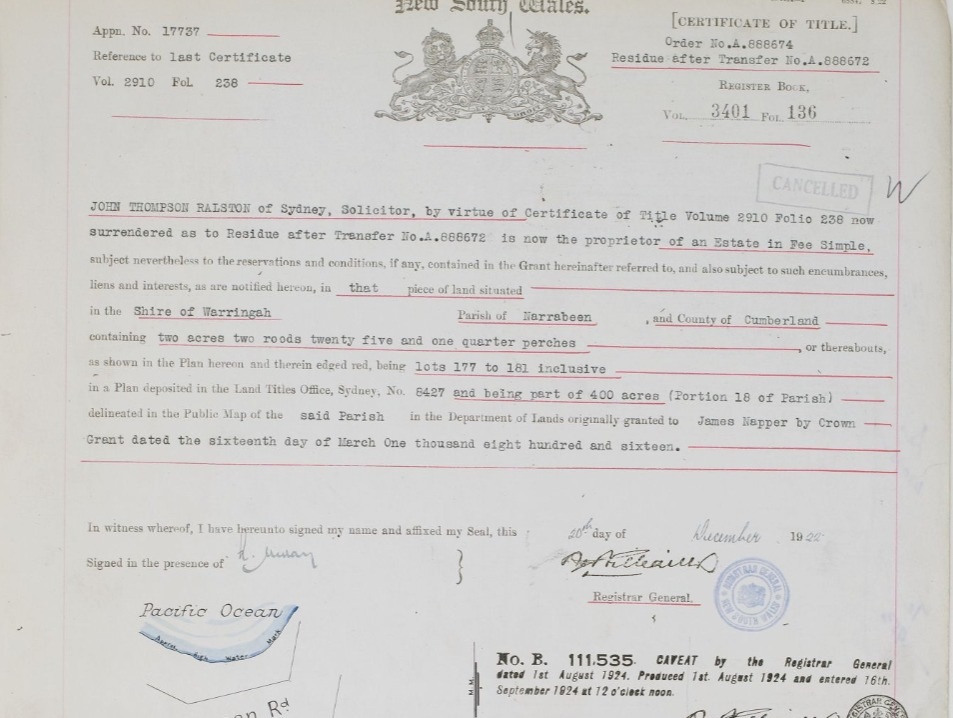 New South Wales.
[CERTIFICATE OF TITLE.]
Appn. No. 17737
Order No.A.888674
Reference to last Certificate
Residue after Transfer No.A.888672
Vol. 2910 Fol. 238
REGISTER BOOK,
VOL. 3401 FOL. 136
CANCELLED
W
JOHN THOMPSON RALSTON of Sydney, Solicitor, by virtue of Certificate of Title Volume 2910 Folio 238 now
surrendered as to Residue after Transfer No.A.888672 is now the proprietor of an Estate in Fee Simple,
subject nevertheless to the reservations and conditions, if any, contained in the Grant hereinafter referred to, and also subject to such encumbrances,
liens and interests, as are notified hereon, in that piece of land situated
in the Shire of Warringah Parish of Narrabeen , and County of Cumberland
containing two acres two roods twenty five and one quarter perches , or thereabouts,
as shown in the Plan hereon and therein edged red, being lots 177 to 181 inclusive
in a Plan deposited in the Land Titles Office, Sydney, No. 8427 and being part of 400 acres (Portion 18 of Parish)
delineated in the Public Map of the said Parish in the Department of Lands originally granted to James Napper by Crown
Grant dated the sixteenth day of March One thousand eight hundred and sixteen.
In witness whereof, I have hereunto signed my name and affixed my Seal, this 20th day of December 1922
Signed in the presence of
Registrar General.
REGISTRAR GENERAL
NEW SOUTH WALES
Pacific Ocean
Approx High Water Mark
Rd
No. B. 111.535. CAVEAT by the Registrar General
dated 1st August 1924. Produced 1st. August 1924 and entered 16th.
September 1924 at 12 o'clock noon.